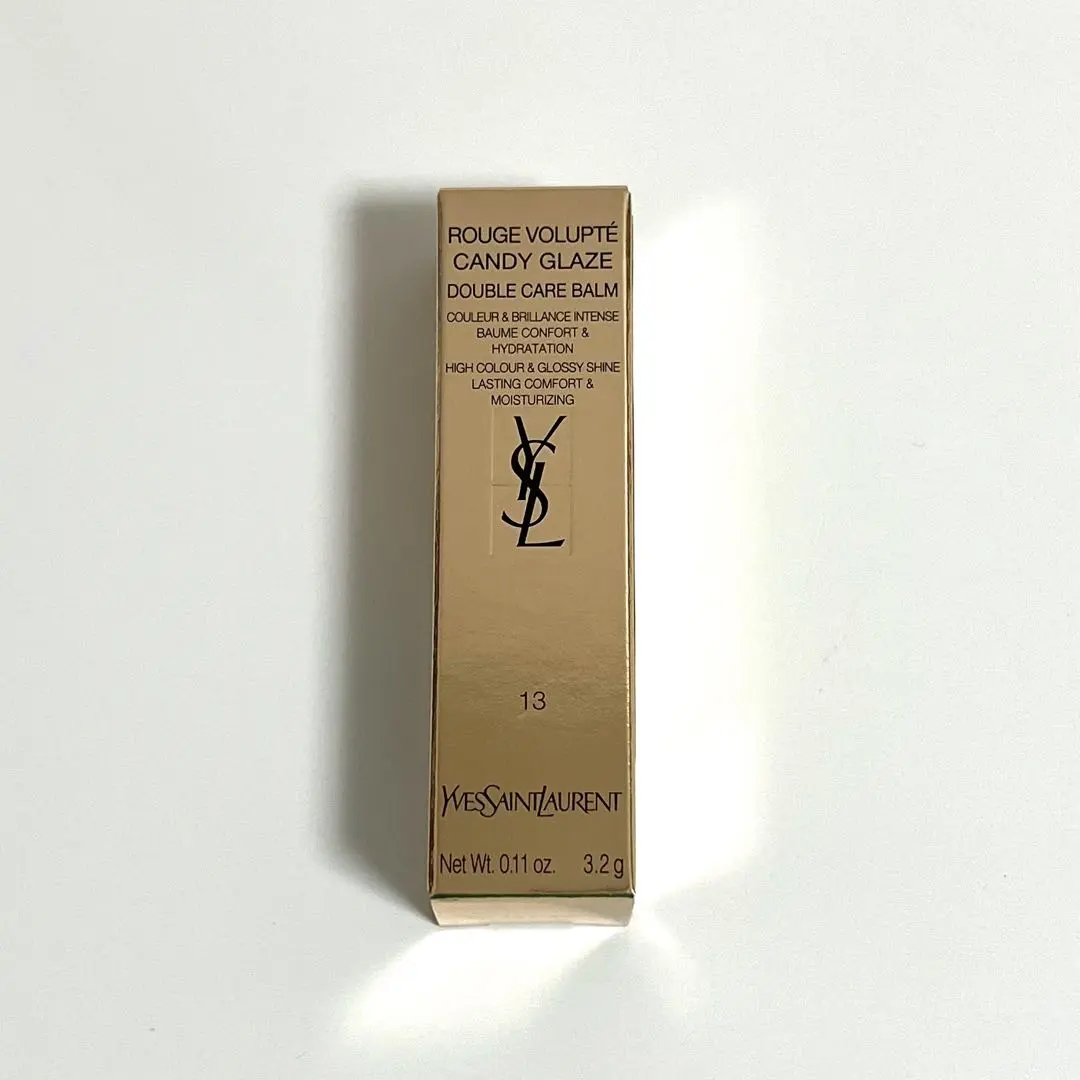 ROUGE VOLUPTÉ
CANDY GLAZE
DOUBLE CARE BALM
COULEUR & BRILLANCE INTENSE
BAUME CONFORT &
HYDRATATION
HIGH COLOUR & GLOSSY SHINE
LASTING COMFORT &
MOISTURIZING
YSL
13
YVESSAINTLAURENT
Net Wt. 0.11 oz. 3.2 g